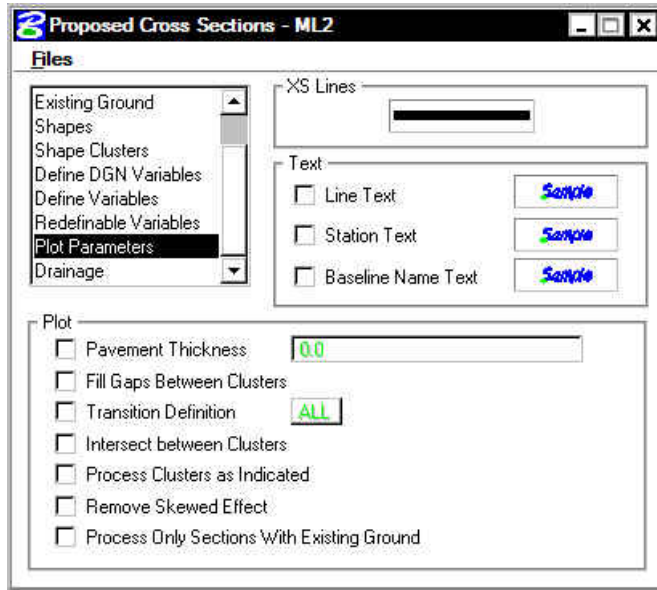 Proposed Cross Sections - ML2
Files
Existing Ground
Shapes
Shape Clusters
Define DGN Variables
Define Variables
Redefinable Variables
Plot Parameters
Drainage
XS Lines
Text
Line Text Sample
Station Text Sample
Baseline Name Text Sample
Plot
Pavement Thickness 0.0
Fill Gaps Between Clusters
Transition Definition ALL
Intersect between Clusters
Process Clusters as Indicated
Remove Skewed Effect
Process Only Sections With Existing Ground